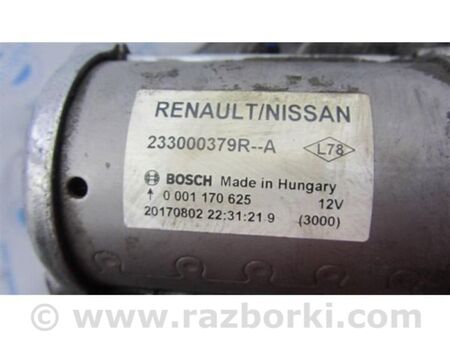 RENAULT/NISSAN
233000379R--A L78
BOSCH Made in Hungary
↑ 0 001 170 625 12V
20170802 22:31:21 9 (3000)
© www.razborki.com